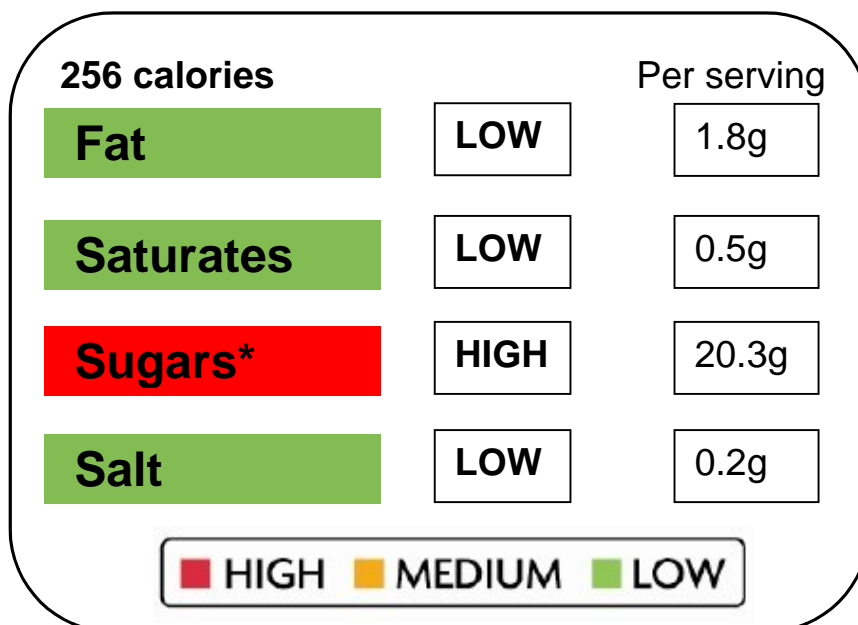 256 calories Per serving
Fat LOW 1.8g
Saturates LOW 0.5g
Sugars* HIGH 20.3g
Salt LOW 0.2g
HIGH MEDIUM LOW